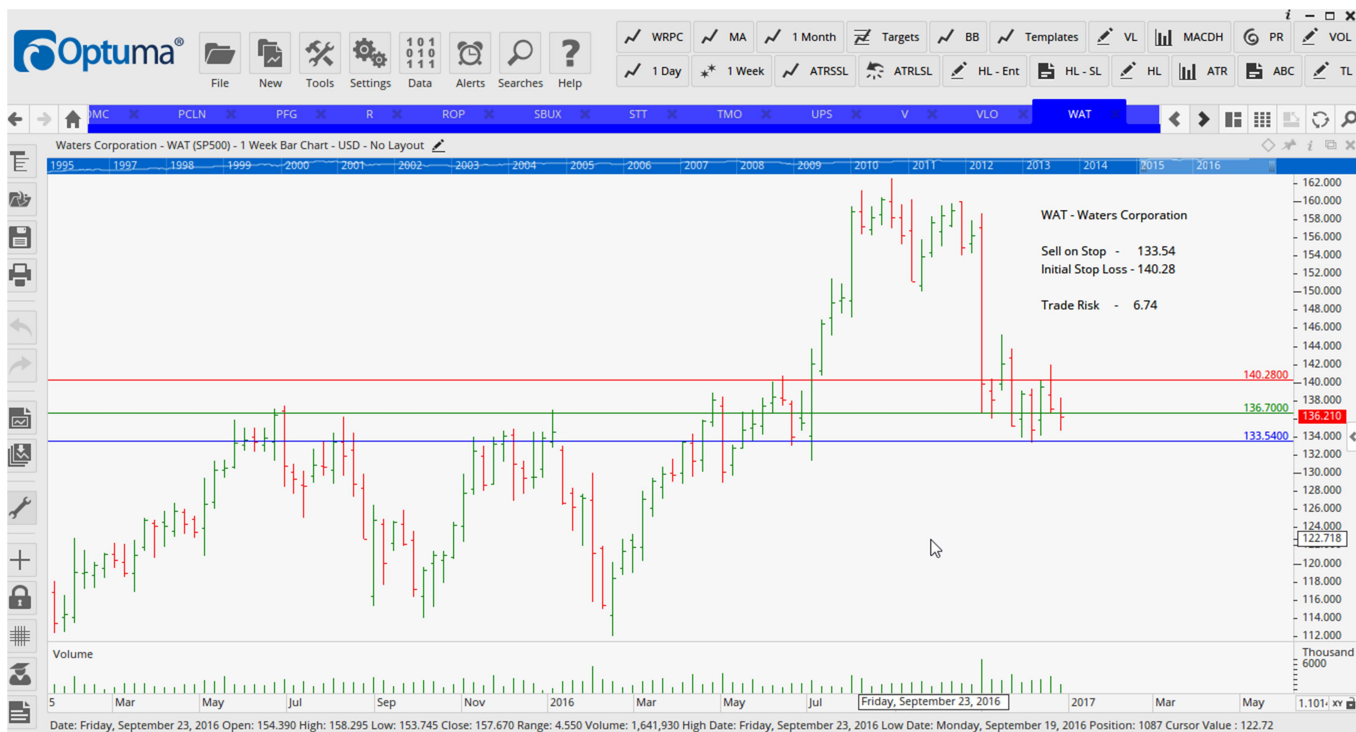 Optuma®
File New Tools Settings Data Alerts Searches Help
WRPC MA 1 Month Targets BB Templates VL MACDH PR VOL
1 Day 1 Week ATRSSL ATRLSL HL - Ent HL - SL HL ATR ABC TL
PCLN PFG R ROP SBUX STT TMO UPS V VLO WAT
Waters Corporation - WAT (SP500) - 1 Week Bar Chart - USD - No Layout
1995 1997 1998 1999 2000 2001 2002 2003 2004 2005 2006 2007 2008 2009 2010 2011 2012 2013 2014 2015 2016
162.000
160.000
158.000
WAT - Waters Corporation
156.000
154.000
Sell on Stop - 133.54
152.000
Initial Stop Loss - 140.28
150.000
148.000
Trade Risk - 6.74
146.000
144.000
142.000
140.2800
140.000
138.000
136.7000
136.210
133.5400
134.000
132.000
130.000
128.000
126.000
124.000
122.718
120.000
118.000
116.000
114.000
112.000
Volume
Thousand
6000
5 Mar May Jul Sep Nov 2016 Mar May Jul Friday, September 23, 2016 2017 Mar May 1.101 XY
Date: Friday, September 23, 2016 Open: 154.390 High: 158.295 Low: 153.745 Close: 157.670 Range: 4.550 Volume: 1,641,930 High Date: Friday, September 23, 2016 Low Date: Monday, September 19, 2016 Position: 1087 Cursor Value : 122.72